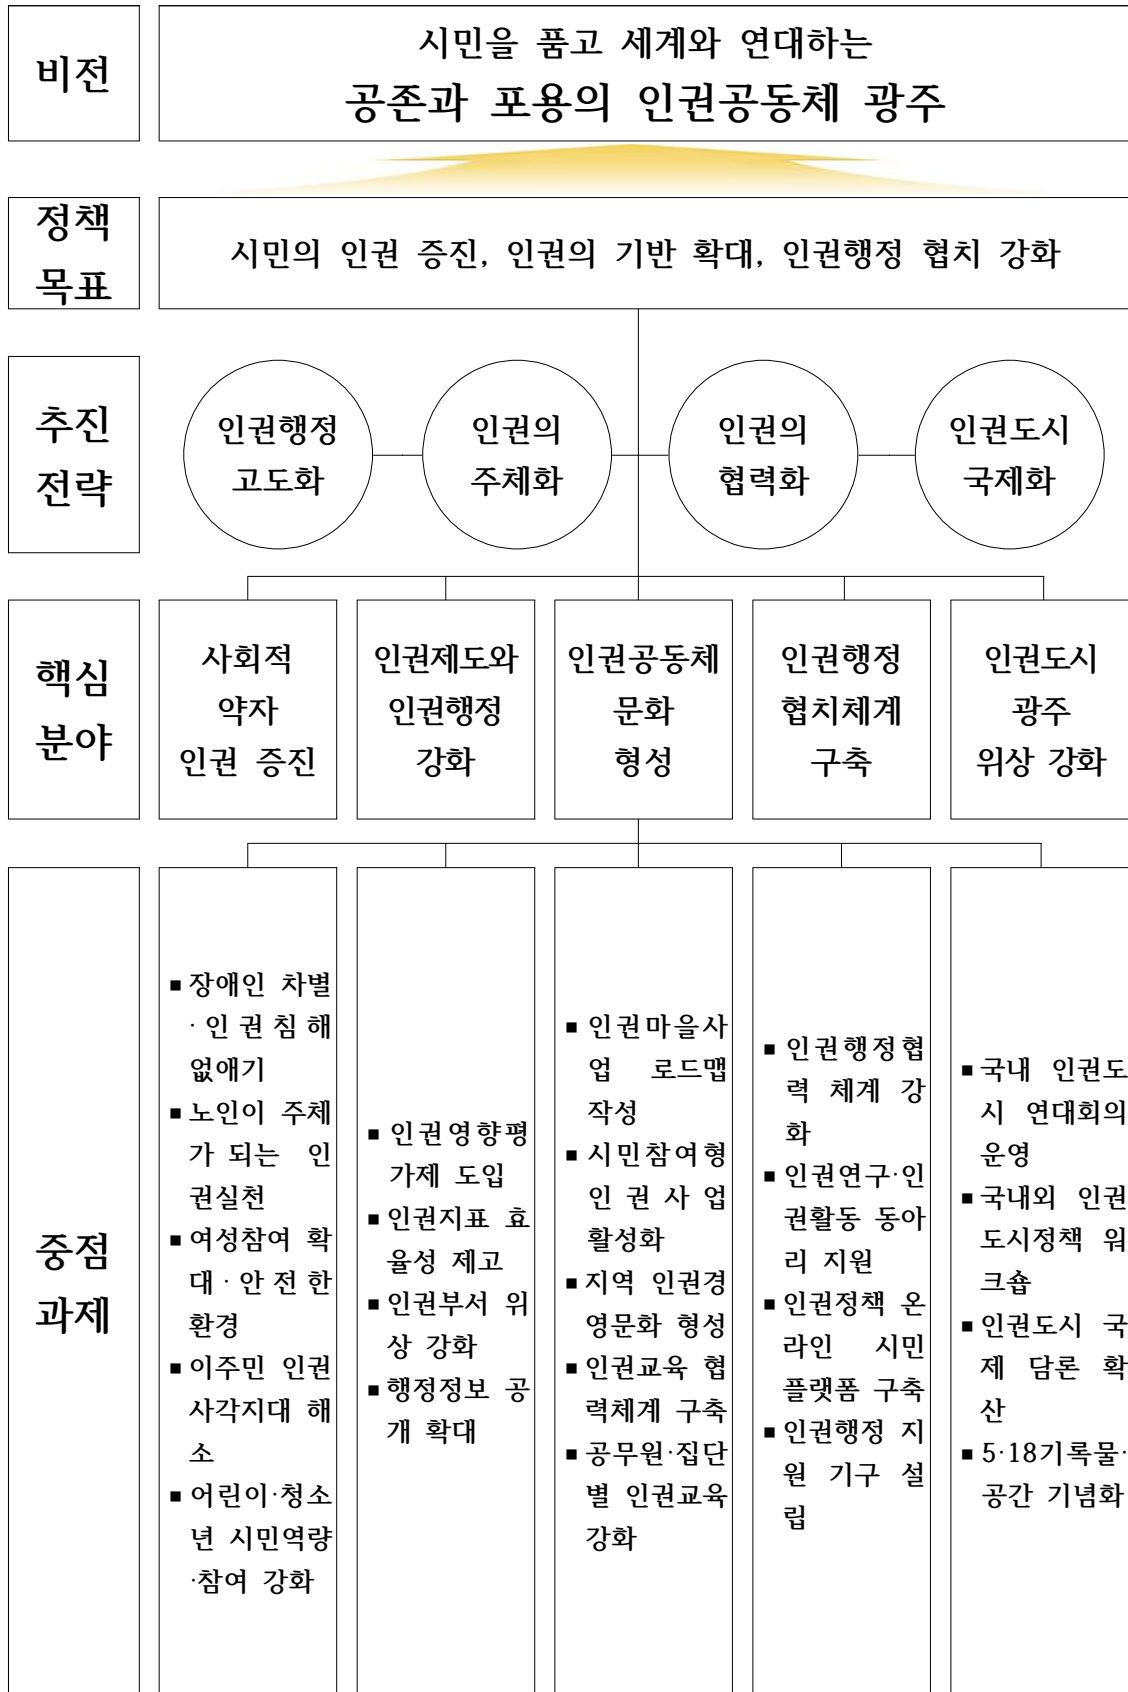 비전
시민을 품고 세계와 연대하는
공존과 포용의 인권공동체 광주
정책
목표
시민의 인권 증진, 인권의 기반 확대, 인권행정 협치 강화
추진
전략
인권행정
고도화
인권의
주체화
인권의
협력화
인권도시
국제화
핵심
분야
사회적
약자
인권 증진
인권제도와
인권행정
강화
인권공동체
문화
형성
인권행정
협치체계
구축
인권도시
광주
위상 강화
중점
과제
▪장애인 차별
·인권침해
없애기
▪노인이 주체
가 되는 인
권실천
▪여성참여 확
대·안전한
환경
▪이주민 인권
사각지대 해
소
▪어린이·청소
년 시민역량
·참여 강화
▪인권영향평
가제 도입
▪인권지표 효
율성 제고
▪인권부서 위
상 강화
▪행정정보 공
개 확대
▪인권마을사
업 로드맵
작성
▪시민참여형
인권사업
활성화
▪지역 인권경
영문화 형성
▪인권교육 협
력체계 구축
▪공무원·집단
별 인권교육
강화
▪인권행정협
력 체계 강
화
▪인권연구·인
권활동 동아
리 지원
▪인권정책 온
라인 시민
플랫폼 구축
▪인권행정 지
원 기구 설
립
▪국내 인권도
시 연대회의
운영
▪국내외 인권
도시정책 워
크숍
▪인권도시 국
제 담론 확
산
▪5·18기록물·
공간 기념화